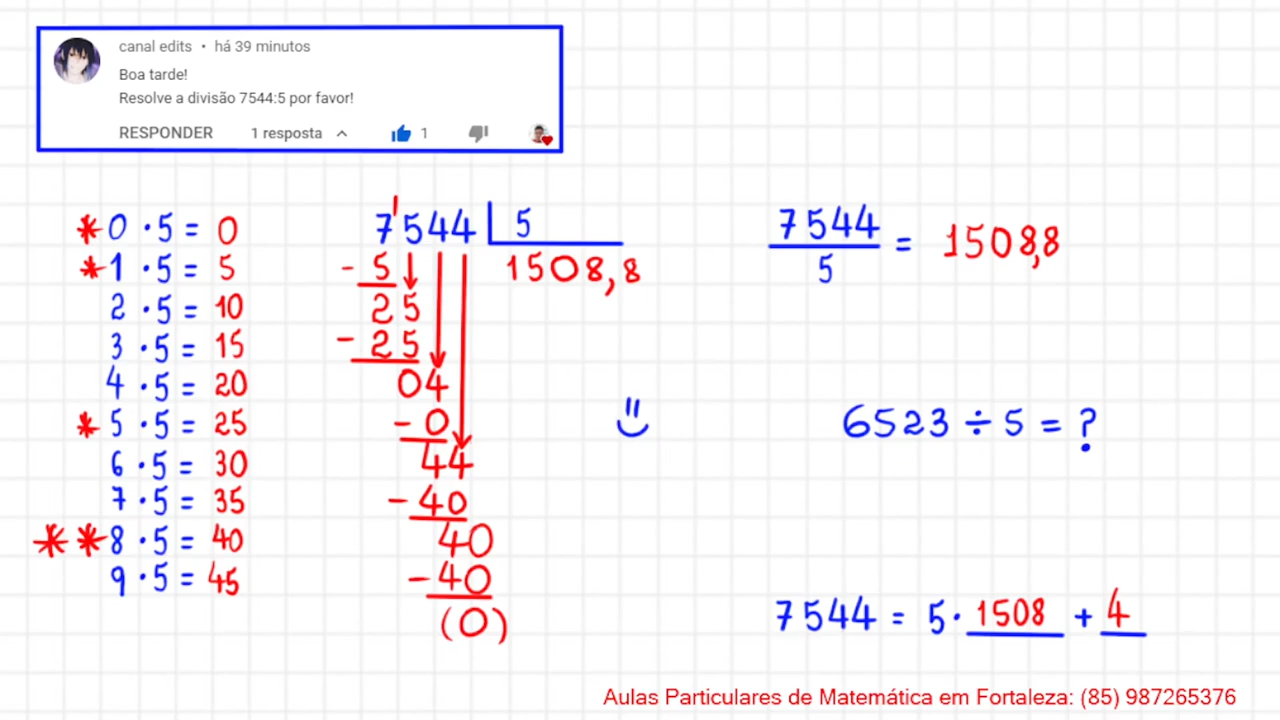 canal edits • há 39 minutos
Boa tarde!
Resolve a divisão 7544:5 por favor!
RESPONDER 1 resposta ^ 1
* 0 · 5 = 0
* 1 · 5 = 5
2 · 5 = 10
3 · 5 = 15
4 · 5 = 20
* 5 · 5 = 25
6 · 5 = 30
7 · 5 = 35
* * 8 · 5 = 40
9 · 5 = 45
7'544 | 5
- 5 1508,8
25
- 25
04
- 0
44
- 40
40
- 40
(0)
7544
5
= 1508,8
6523 ÷ 5 = ?
7544 = 5 · 1508 + 4
Aulas Particulares de Matemática em Fortaleza: (85) 987265376